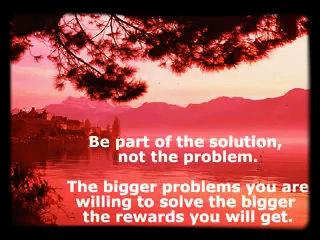 Be part of the solution,
not the problem.
The bigger problems you are
willing to solve the bigger
the rewards you will get.